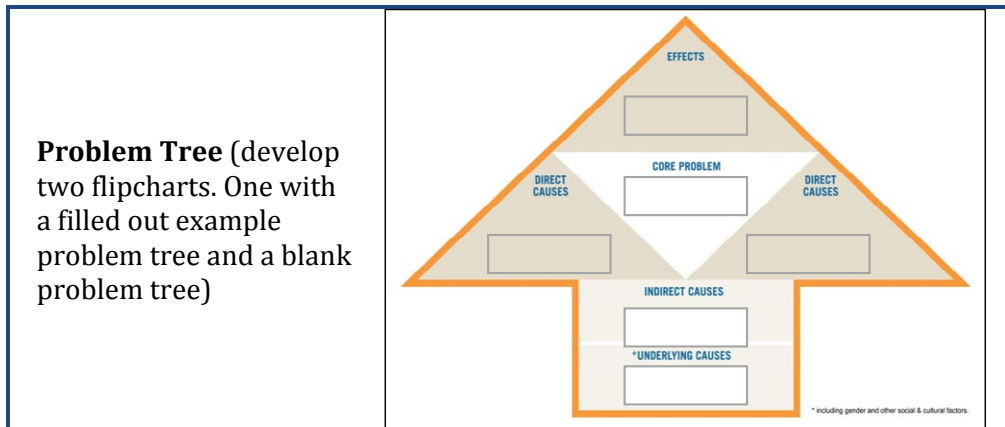 Problem Tree (develop
two flipcharts. One with
a filled out example
problem tree and a blank
problem tree)
EFFECTS
CORE PROBLEM
DIRECT
CAUSES
DIRECT
CAUSES
INDIRECT CAUSES
*UNDERLYING CAUSES
* including gender and other social & cultural factors.